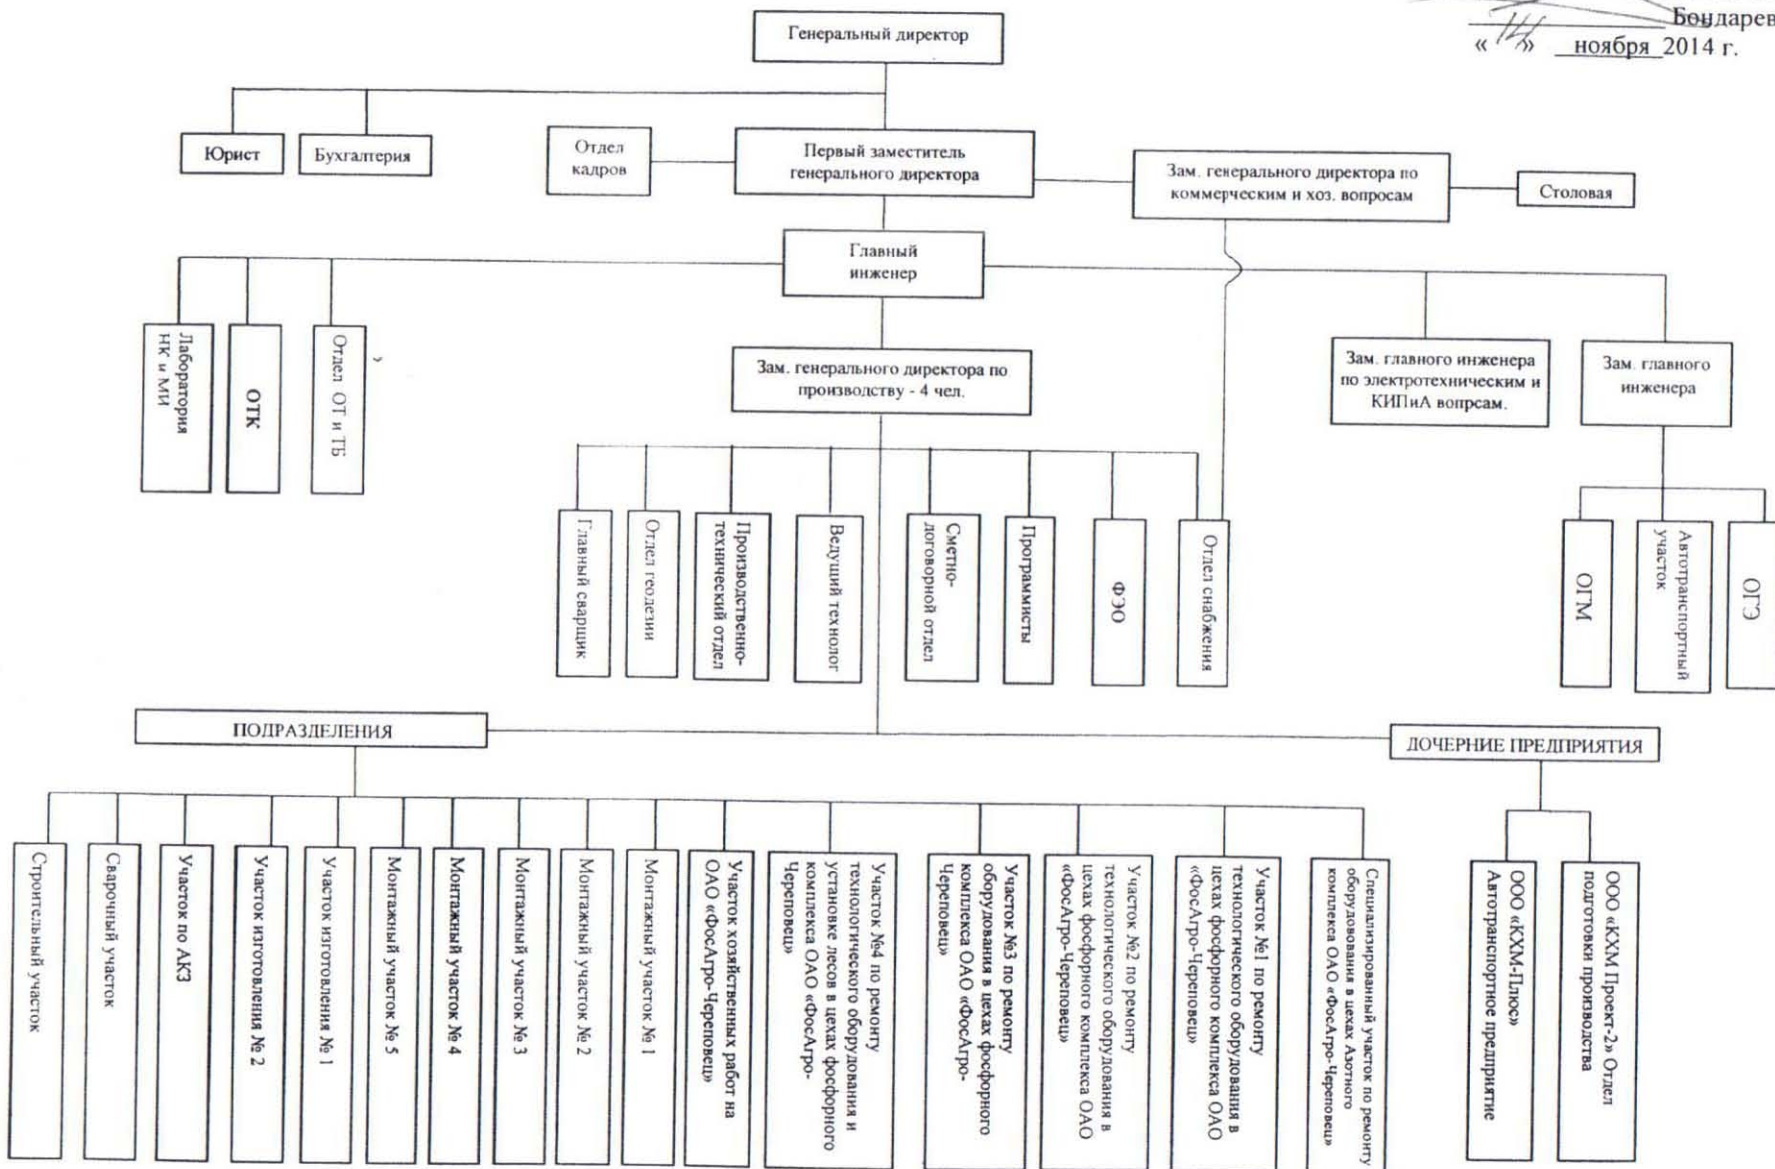 Бондарев
« 14 » ноября 2014 г.
Генеральный директор
Юрист
Бухгалтерия
Отдел
кадров
Первый заместитель
генерального директора
Зам. генерального директора по
коммерческим и хоз. вопросам
Столовая
Главный
инженер
Лаборатория
НК и МИ
ОТК
Отдел ОТ и ТБ
Зам. генерального директора по
производству - 4 чел.
Зам. главного инженера
по электротехническим и
КИПиА вопрсам.
Зам. главного
инженера
Главный сварщик
Отдел геодезии
Производственно-
технический отдел
Ведущий технолог
Сметно-
договорной отдел
Программисты
ФЭО
Отдел снабжения
ОГМ
Автотранспортный
участок
ОГЭ
ПОДРАЗДЕЛЕНИЯ
ДОЧЕРНИЕ ПРЕДПРИЯТИЯ
Строительный участок
Сварочный участок
Участок по АКЗ
Участок изготовления № 2
Участок изготовления № 1
Монтажный участок № 5
Монтажный участок № 4
Монтажный участок № 3
Монтажный участок № 2
Монтажный участок № 1
Участок хозяйственных работ на
ОАО «ФосАгро-Череповец»
Участок №4 по ремонту
технологического оборудования и
установке лесов в цехах фосфорного
комплекса ОАО «ФосАгро-
Череповец»
Участок №3 по ремонту
оборудования в цехах фосфорного
комплекса ОАО «ФосАгро-
Череповец»
Участок №2 по ремонту
технологического оборудования в
цехах фосфорного комплекса ОАО
«ФосАгро-Череповец»
Участок №1 по ремонту
технологического оборудования в
цехах фосфорного комплекса ОАО
«ФосАгро-Череповец»
Специализированный участок по ремонту
оборудововання в цехах Азотного
комплекса ОАО «ФосАгро-Череповец»
ООО «КХМ-Плюс»
Автотранспортное предприятие
ООО «КХМ Проект-2» Отдел
подготовки производства